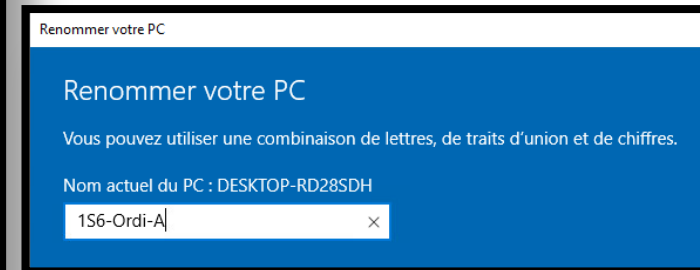 Renommer votre PC
Renommer votre PC
Vous pouvez utiliser une combinaison de lettres, de traits d’union et de chiffres.
Nom actuel du PC : DESKTOP-RD28SDH
1S6-Ordi-A